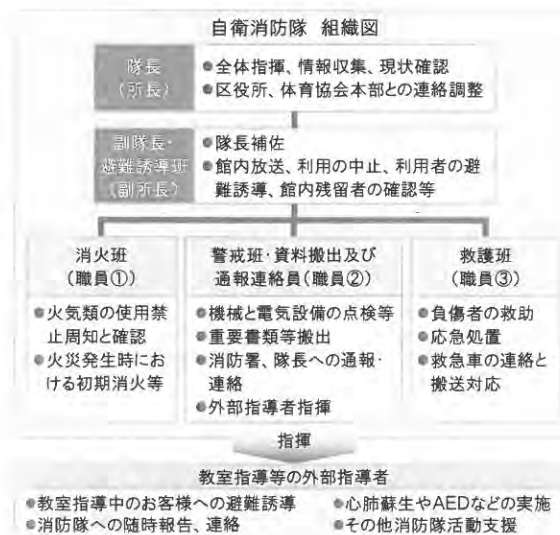 自衛消防隊 組織図
隊長
(所長)
●全体指揮、情報収集、現状確認
●区役所、体育協会本部との連絡調整
副隊長・
避難誘導班
(副所長)
●隊長補佐
●館内放送、利用の中止、利用者の避
難誘導、館内残留者の確認等
消火班
(職員①)
●火気類の使用禁
止周知と確認
●火災発生時にお
ける初期消火等
警戒班・資料搬出及び
通報連絡員(職員②)
●機械と電気設備の点検等
●重要書類等搬出
●消防署、隊長への通報・
連絡
●外部指導者指揮
救護班
(職員③)
●負傷者の救助
●応急処置
●救急車の連絡と
搬送対応
指揮
教室指導等の外部指導者
●教室指導中のお客様への避難誘導
●消防隊への随時報告、連絡
●心肺蘇生やAEDなどの実施
●その他消防隊活動支援